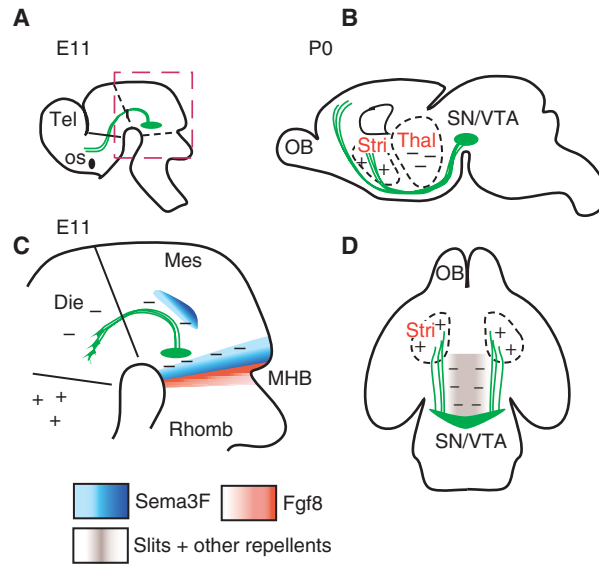 A
E11
Tel
os
B
P0
OB
Stri
Thal
SN/VTA
+ +
+
− −
−
E11
C
Mes
Die
−
−
−
−
− − − −
+ +
+ +
MHB
Rhomb
D
OB
Stri
+ +
+
+
+
− −
− −
− −
SN/VTA
Sema3F
Fgf8
Slits + other repellents